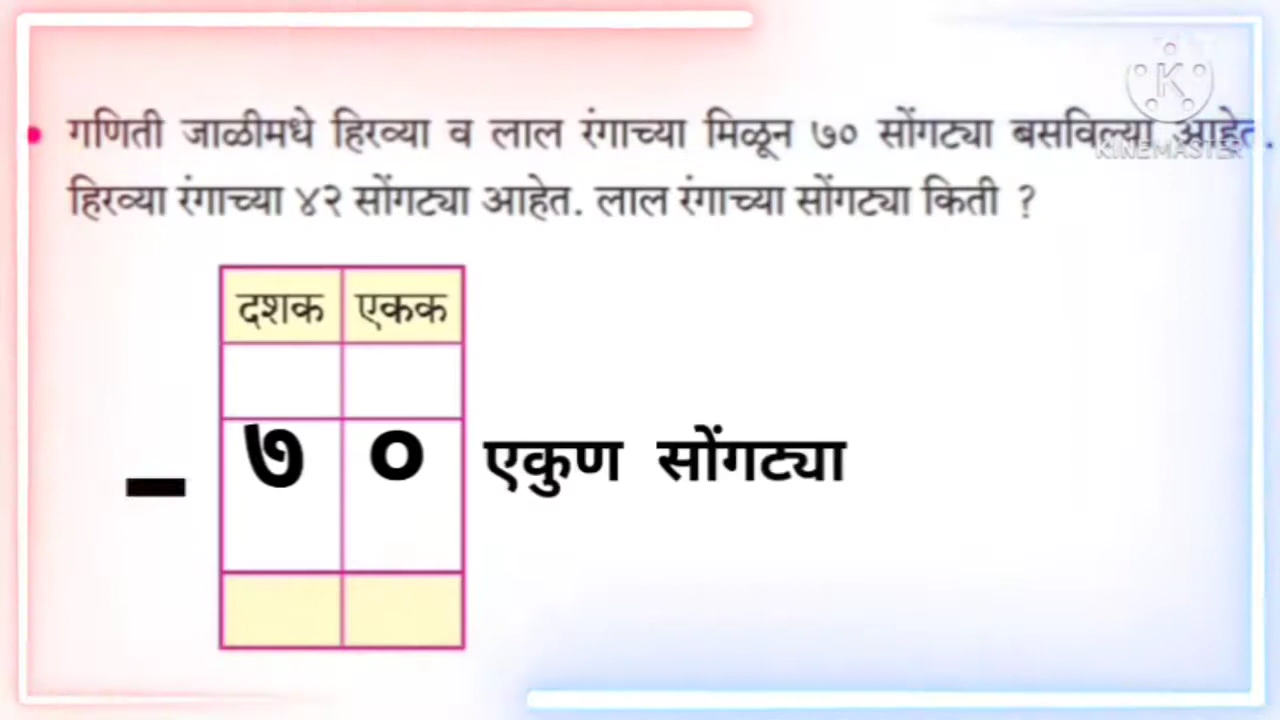 गणिती जाळीमधे हिरव्या व लाल रंगाच्या मिळून ७० सोंगट्या बसविल्या आहेत.
हिरव्या रंगाच्या ४२ सोंगट्या आहेत. लाल रंगाच्या सोंगट्या किती ?
दशक एकक
– ७ ० एकुण सोंगट्या
K
KINEMASTER